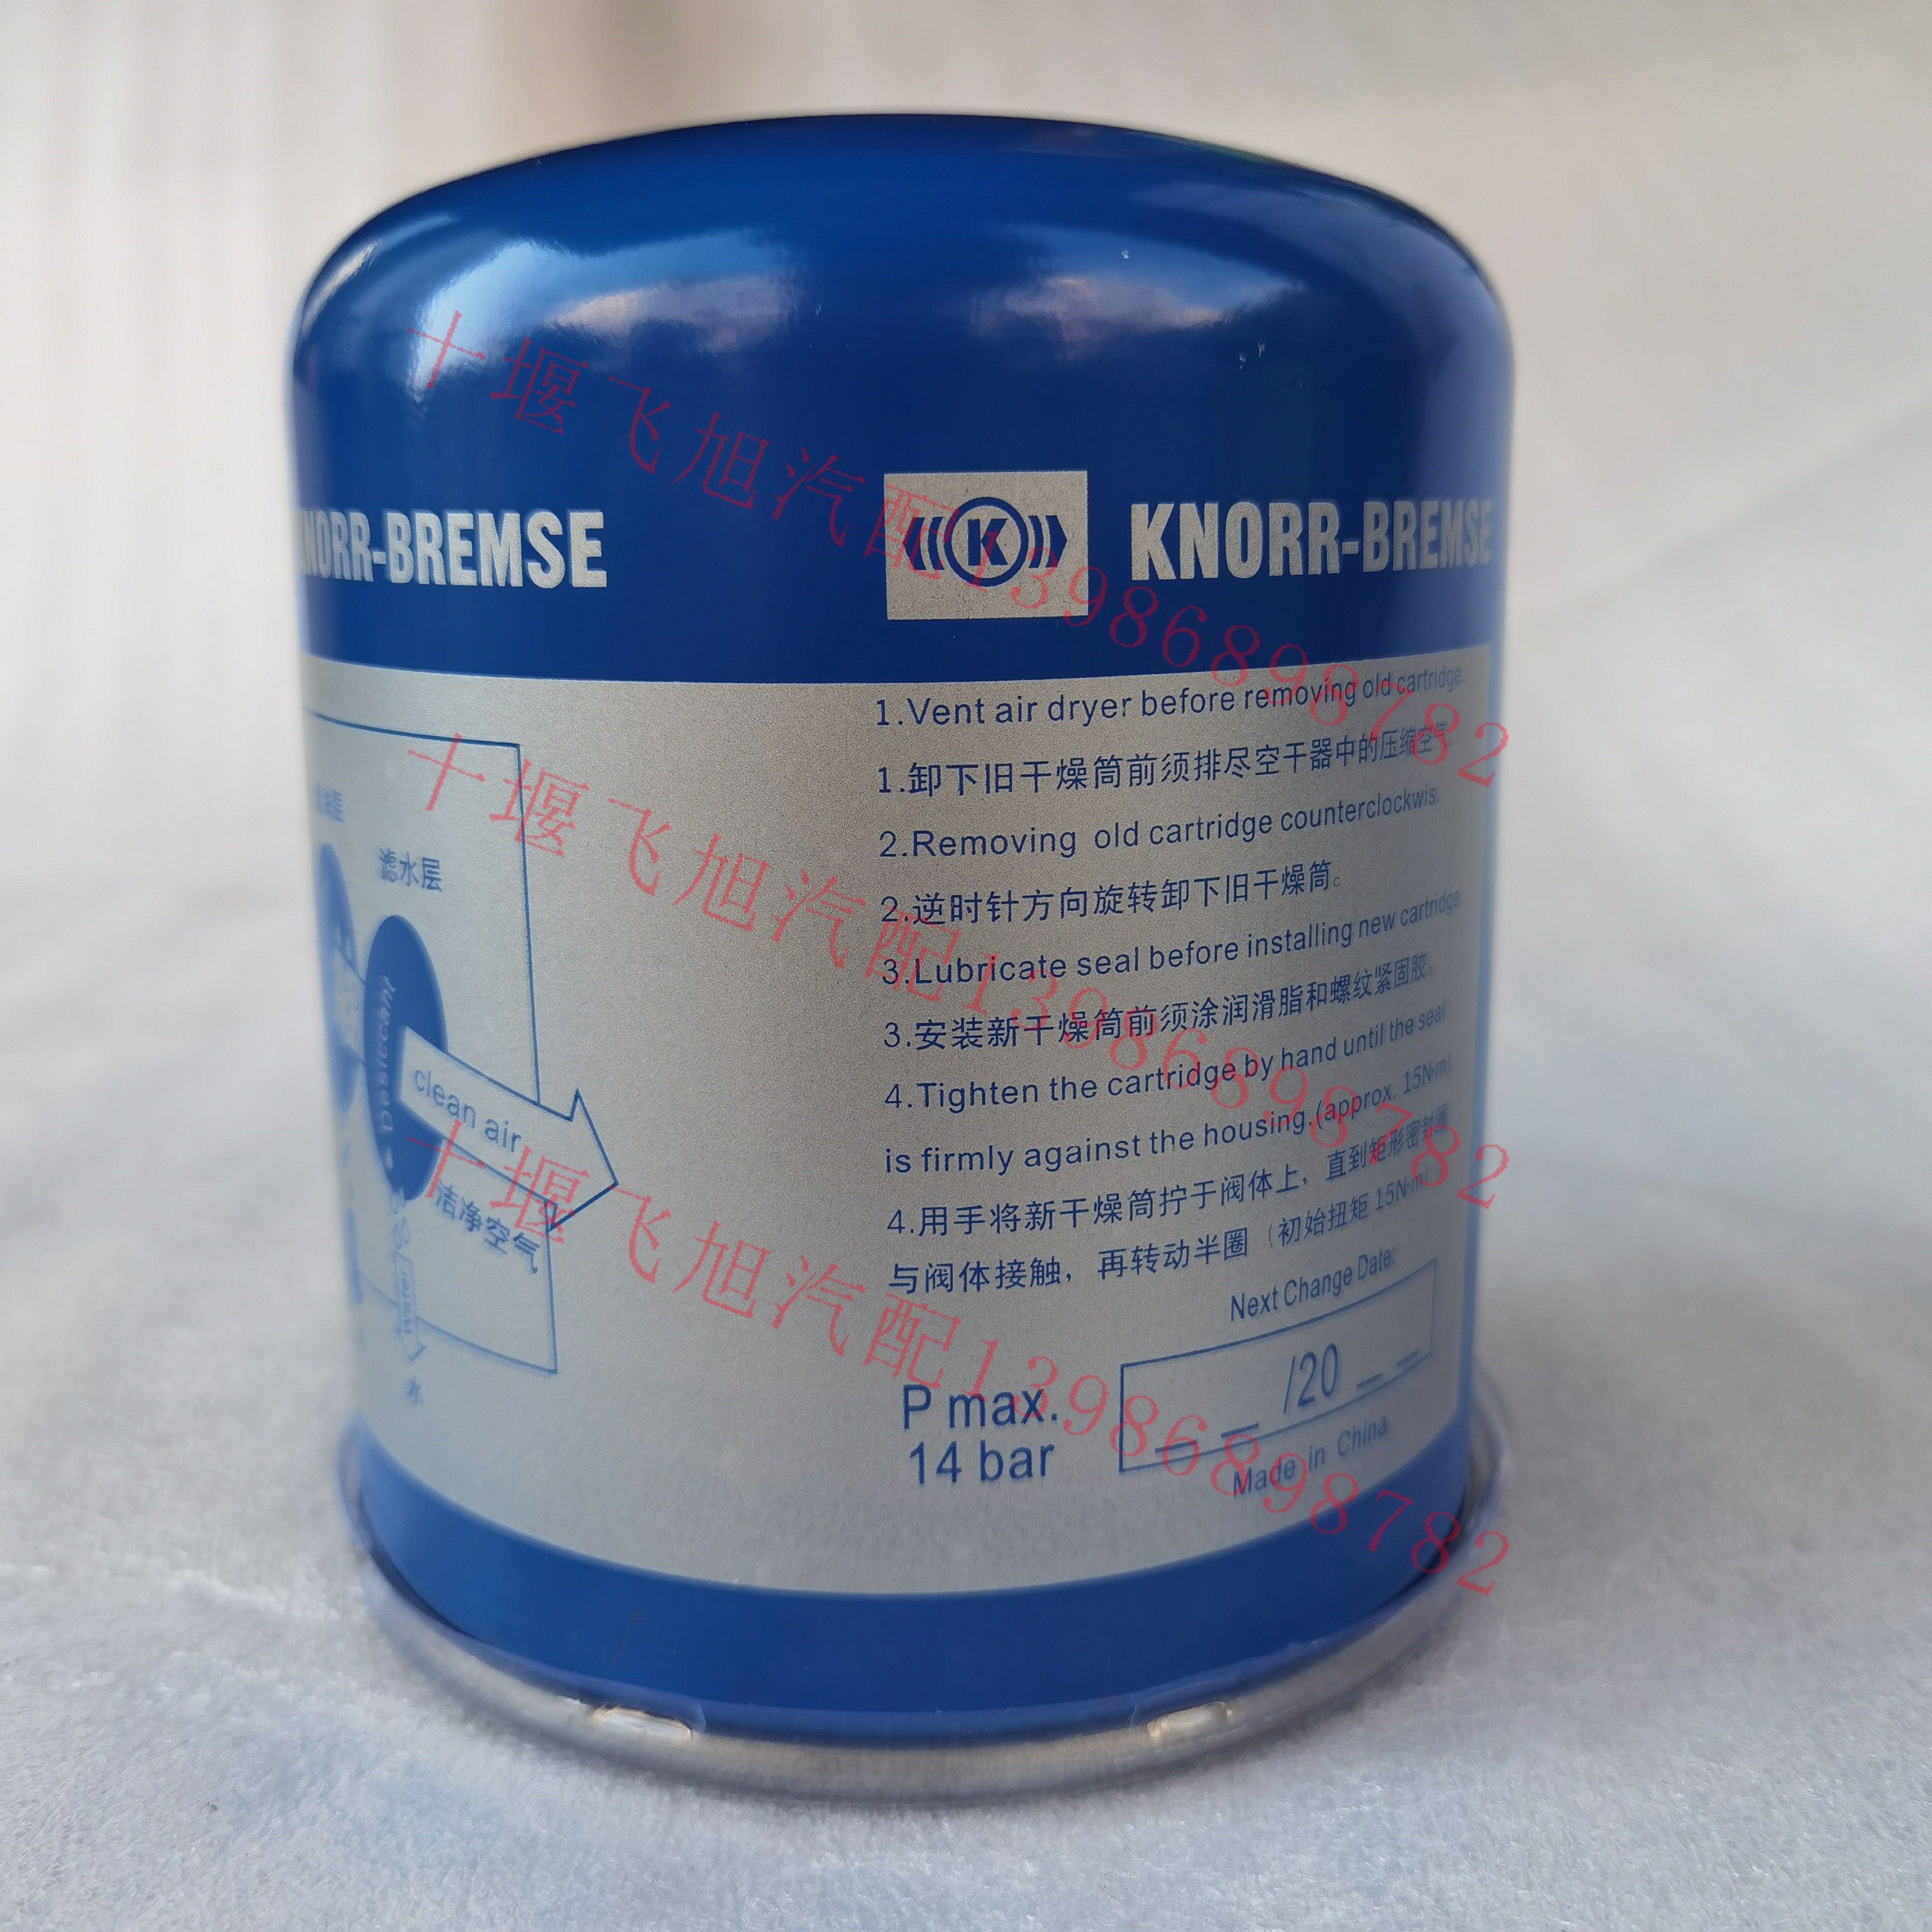 KNORR-BREMSE
K
KNORR-BREMSE
1.Vent air dryer before removing old cartridge.
1.卸下旧干燥筒前须排尽空干器中的压缩空气
2.Removing old cartridge counterclockwis.
2.逆时针方向旋转卸下旧干燥筒。
3.Lubricate seal before installing new cartridge.
3.安装新干燥筒前须涂润滑脂和螺纹紧固胶。
4.Tighten the cartridge by hand until the seal
is firmly against the housing.(approx. 15N·m).
4.用手将新干燥筒拧于阀体上，直到矩形密封圈
与阀体接触，再转动半圈（初始扭矩 15N·m）
Next Change Date:
_ _ /20 _ _
P max.
14 bar
Made in China
滤水层
Desiccant
clean air
洁净空气
Water
水
十堰飞旭汽配13986898782
十堰飞旭汽配13986898782
十堰飞旭汽配13986898782